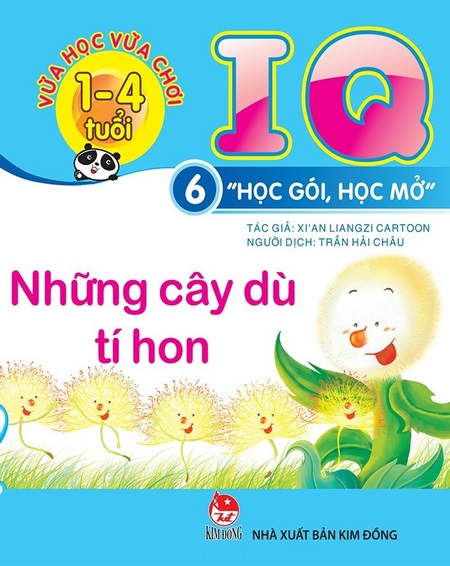 VỪA HỌC VỪA CHƠI
1-4
tuổi
IQ
6 "HỌC GÓI, HỌC MỞ"
TÁC GIẢ: XI'AN LIANGZI CARTOON
NGƯỜI DỊCH: TRẦN HẢI CHÂU
Những cây dù
tí hon
KIM ĐỒNG
NHÀ XUẤT BẢN KIM ĐỒNG